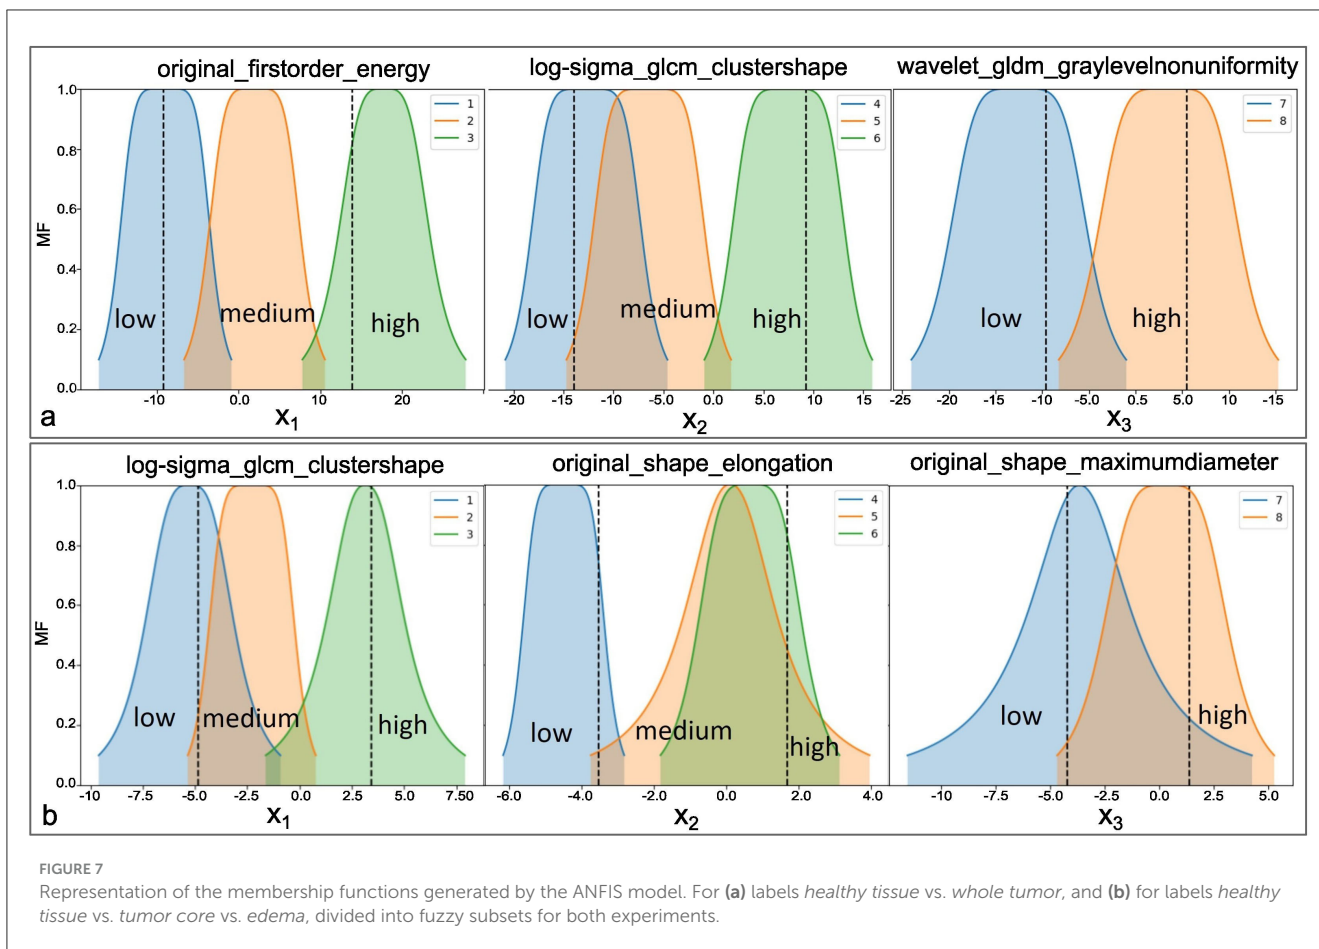 original_firstorder_energy
log-sigma_glcm_clustershape
wavelet_gldm_graylevelnonuniformity
1.0
0.8
0.6
0.4
0.2
0.0
MF
1
2
3
4
5
6
7
8
low
medium
high
low
medium
high
low
high
-10 0.0 10 20
-20 -15 -10 -5.0 0.0 5.0 10 15
-25 -20 -15 -10 -5.0 0.5 5.0 10 -15
a
X1
X2
X3
log-sigma_glcm_clustershape
original_shape_elongation
original_shape_maximumdiameter
1.0
0.8
0.6
0.4
0.2
0.0
MF
1
2
3
4
5
6
7
8
low
medium
high
low
medium
high
low
high
-10 -7.5 -5.0 -2.5 0.0 2.5 5.0 7.50
-6.0 -4.0 -2.0 0.0 2.0 4.0
-10 -7.5 -5.0 -2.5 0.0 2.5 5.0
b
X1
X2
X3
FIGURE 7
Representation of the membership functions generated by the ANFIS model. For (a) labels healthy tissue vs. whole tumor, and (b) for labels healthy
tissue vs. tumor core vs. edema, divided into fuzzy subsets for both experiments.